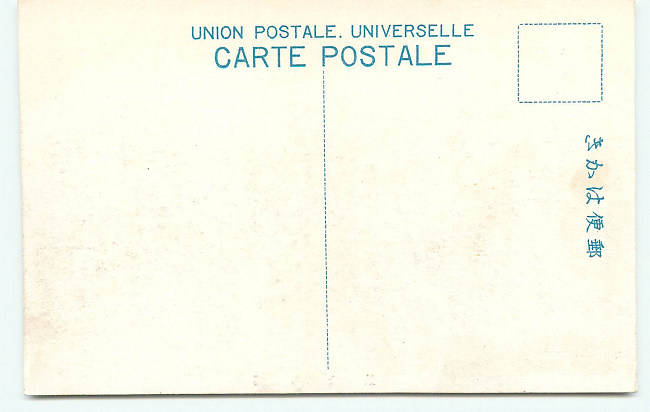 UNION POSTALE. UNIVERSELLE
CARTE POSTALE
郵便はかき